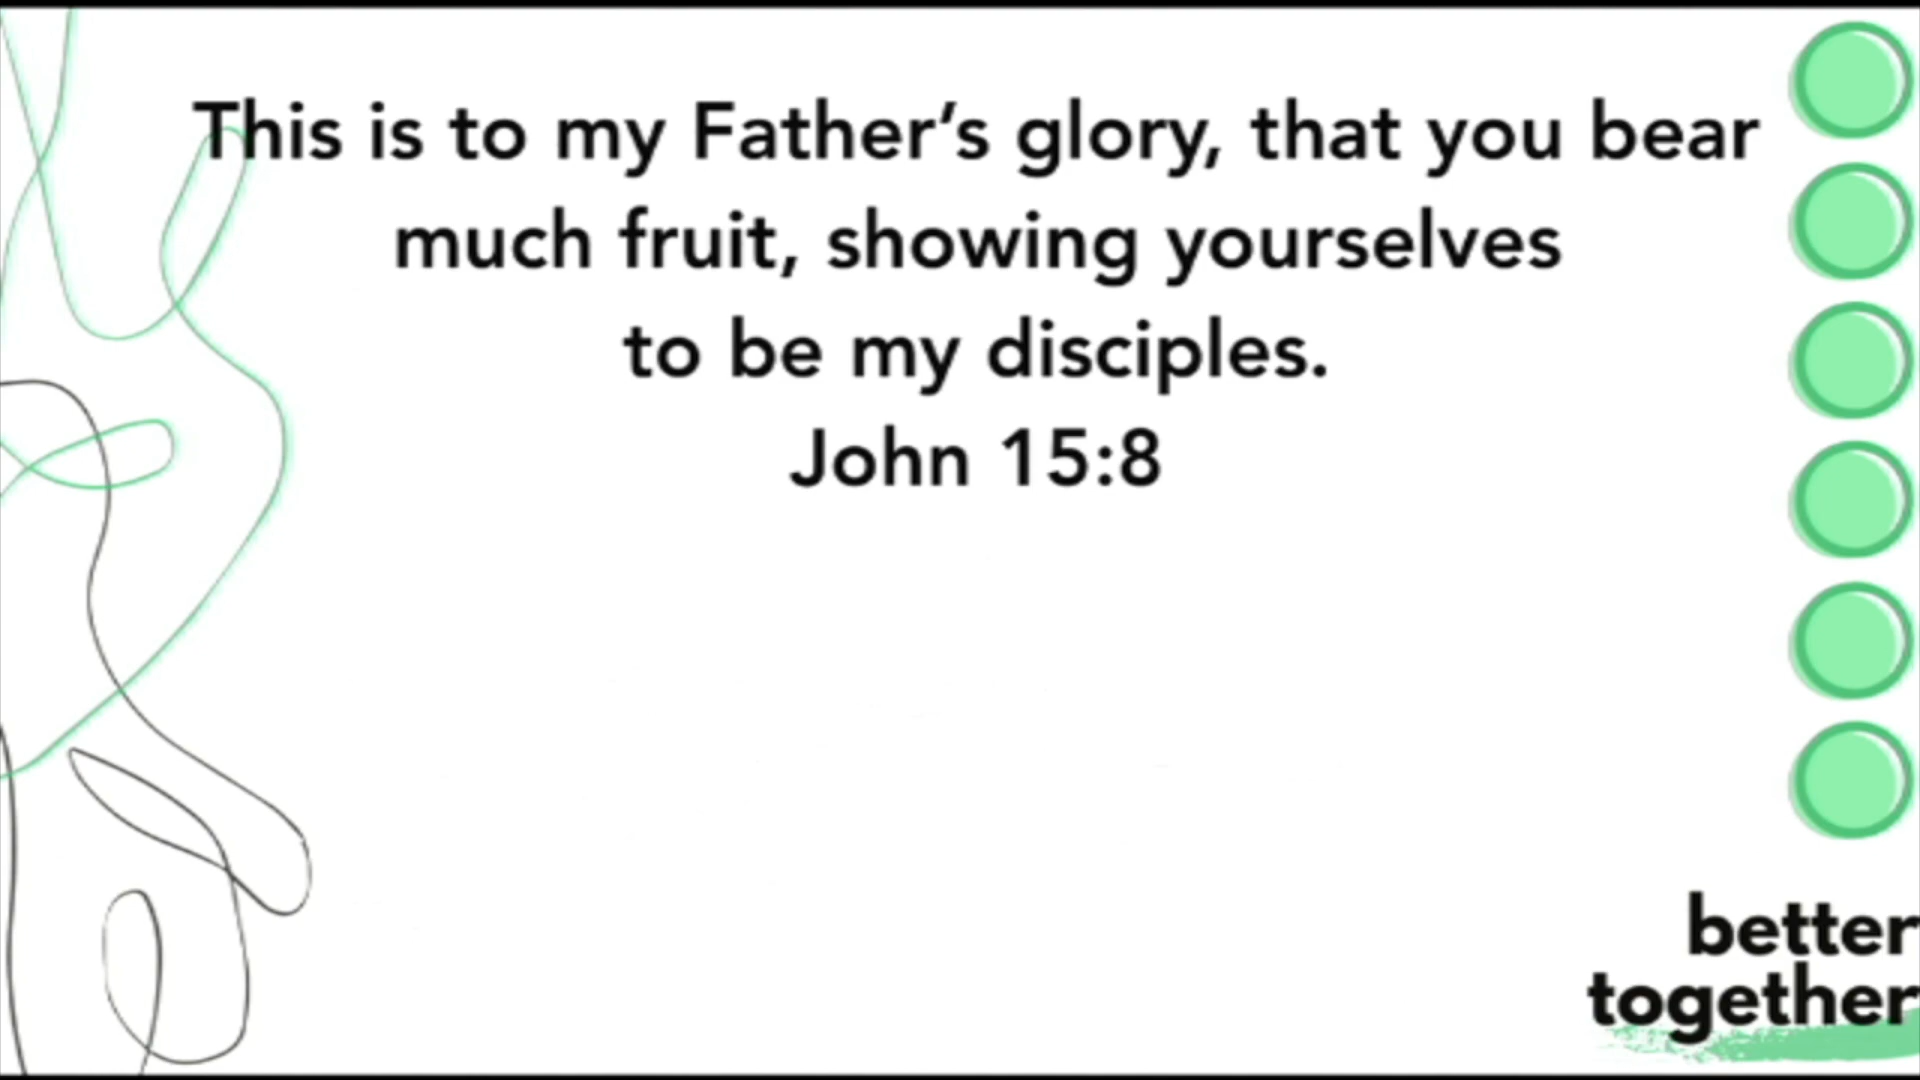 This is to my Father’s glory, that you bear
much fruit, showing yourselves
to be my disciples.
John 15:8
better
together